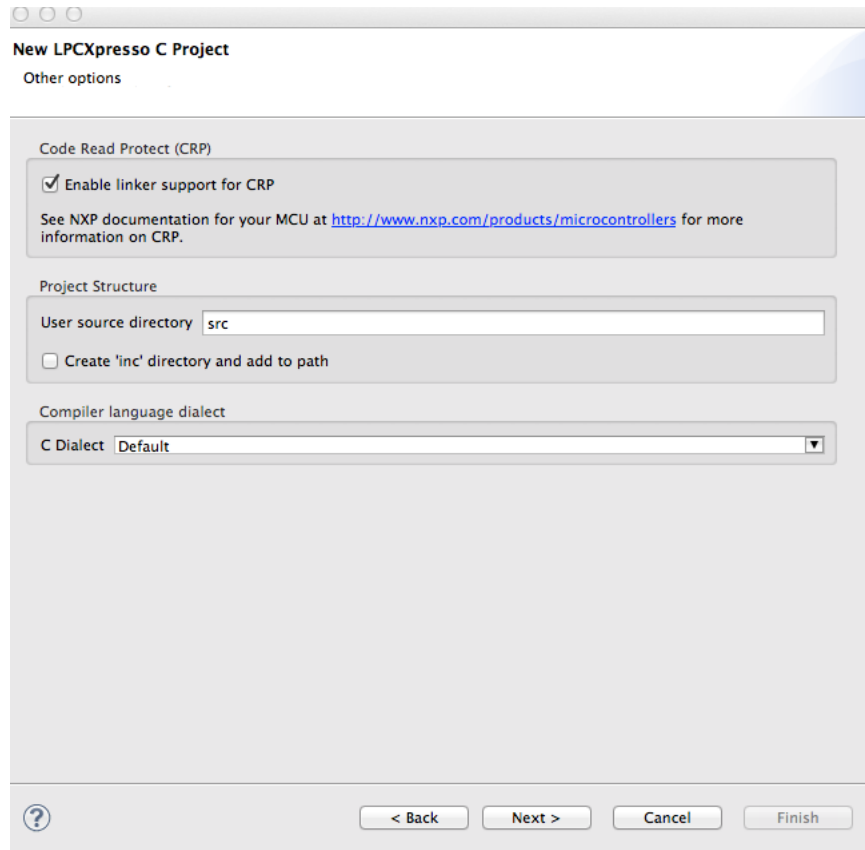 New LPCXpresso C Project
Other options
Code Read Protect (CRP)
Enable linker support for CRP
See NXP documentation for your MCU at http://www.nxp.com/products/microcontrollers for more
information on CRP.
Project Structure
User source directory src
Create 'inc' directory and add to path
Compiler language dialect
C Dialect Default
? < Back Next > Cancel Finish